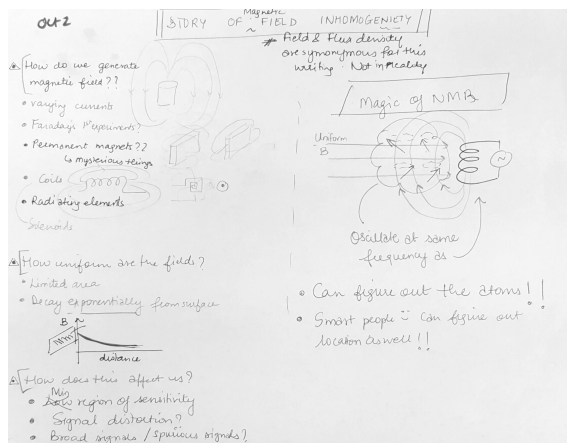 Oct 2
Magnetic
STORY OF ~ FIELD INHOMOGENIETY
* Field & Flux density
are synonymous for this
writing. Not in reality
How do we generate
magnetic field??
• varying currents
• Faraday's 1st experiments?
• Permanent magnets??
↳ mysterious things
• Coils
• Radiating elements
Solenoids
How uniform are the fields?
• Limited area
• Decay exponentially from surface
B
distance
How does this affect us?
Min
• Low region of sensitivity
• Signal distortion?
• Broad signals / spurious signals?
Magic of NMR
Uniform
B
Oscillate at same
frequency as
• Can figure out the atoms!!
• Smart people can figure out
location as well!!